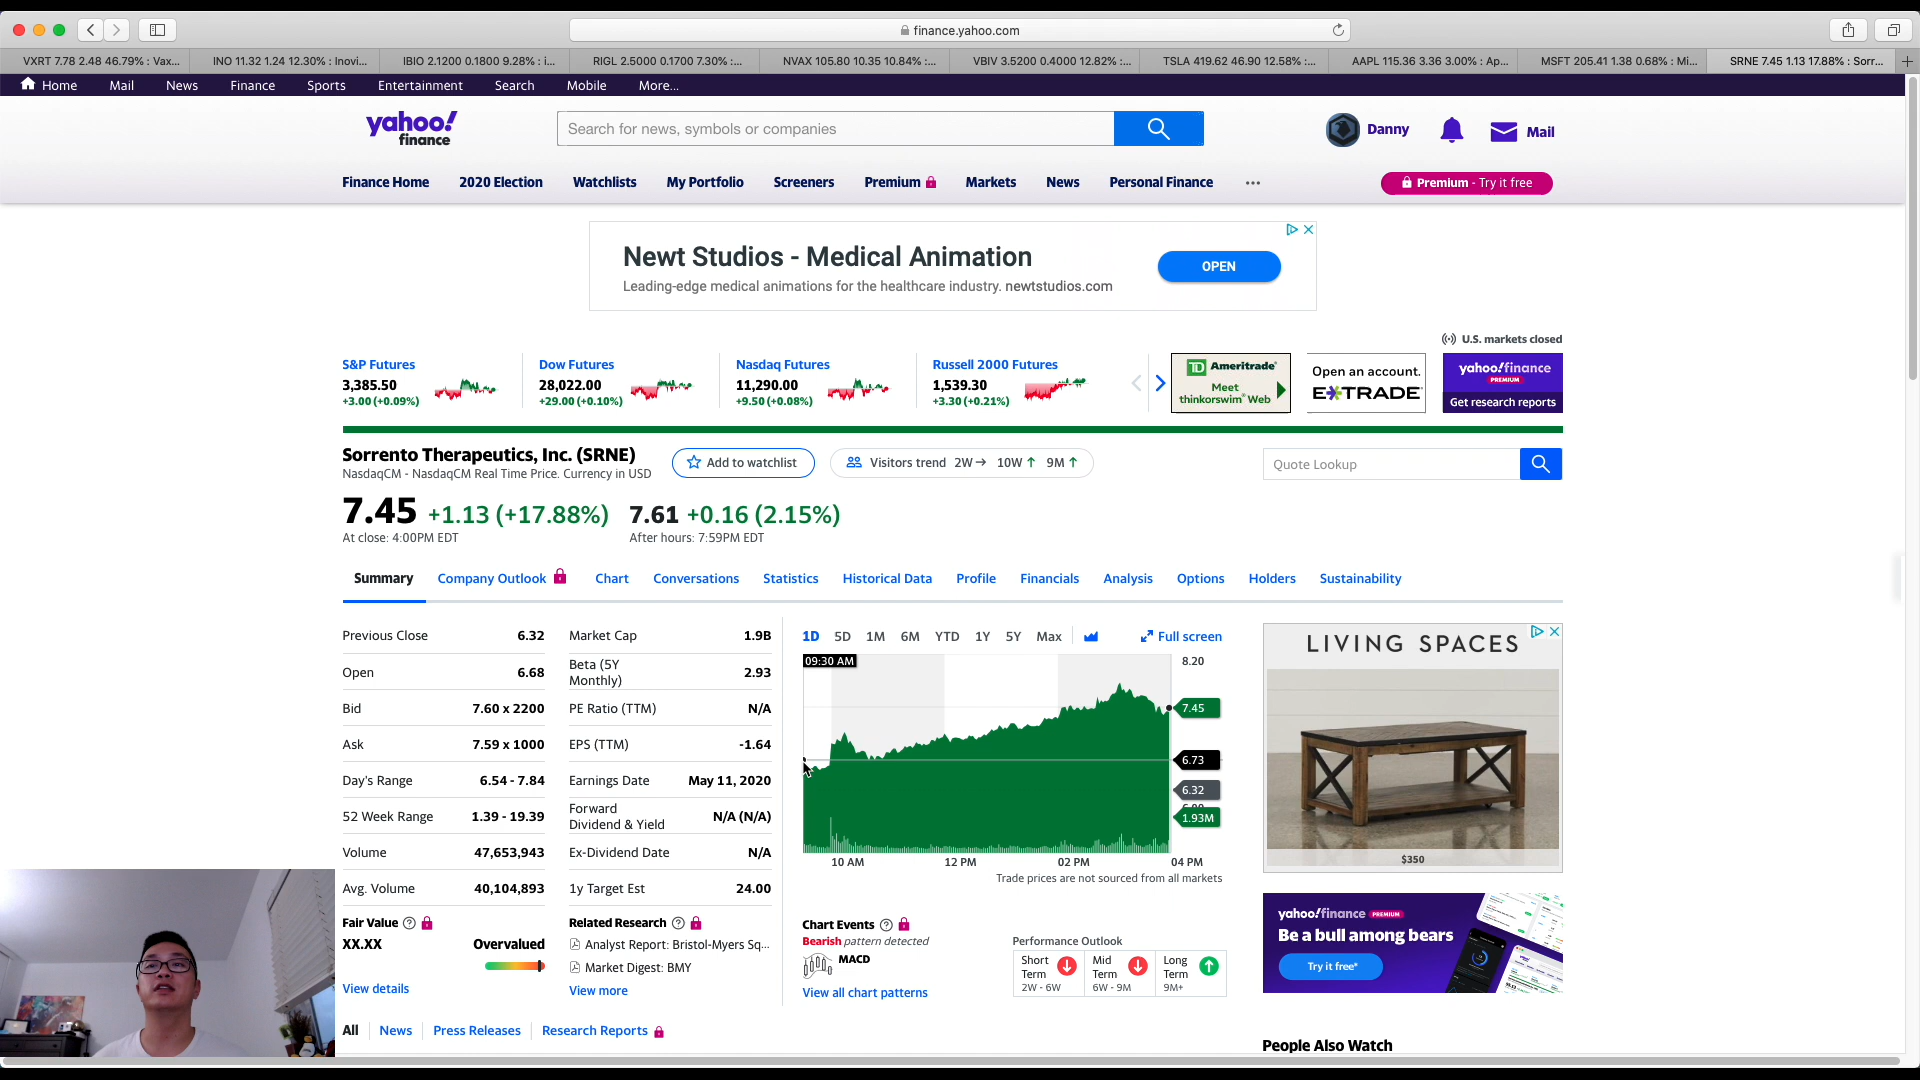 finance.yahoo.com
VXRT 7.78 2.48 46.79% : Vax...
INO 11.32 1.24 12.30% : Inovi...
IBIO 2.1200 0.1800 9.28% : i...
RIGL 2.5000 0.1700 7.30% :...
NVAX 105.80 10.35 10.84% :...
VBIV 3.5200 0.4000 12.82% :...
TSLA 419.62 46.90 12.58% :...
AAPL 115.36 3.36 3.00% : Ap...
MSFT 205.41 1.38 0.68% : Mi...
SRNE 7.45 1.13 17.88% : Sorr...
Home Mail News Finance Sports Entertainment Search Mobile More...
yahoo!
finance
Search for news, symbols or companies
Danny
Mail
Finance Home 2020 Election Watchlists My Portfolio Screeners Premium Markets News Personal Finance ...
Premium - Try it free
Newt Studios - Medical Animation
Leading-edge medical animations for the healthcare industry. newtstudios.com
OPEN
U.S. markets closed
S&P Futures
3,385.50
+3.00 (+0.09%)
Dow Futures
28,022.00
+29.00 (+0.10%)
Nasdaq Futures
11,290.00
+9.50 (+0.08%)
Russell 2000 Futures
1,539.30
+3.30 (+0.21%)
TD Ameritrade
Meet
thinkorswim® Web
Open an account.
E*TRADE
yahoo!finance
PREMIUM
Get research reports
Sorrento Therapeutics, Inc. (SRNE)
NasdaqCM - NasdaqCM Real Time Price. Currency in USD
Add to watchlist
Visitors trend 2W→ 10W↑ 9M↑
Quote Lookup
7.45 +1.13 (+17.88%)
At close: 4:00PM EDT
7.61 +0.16 (2.15%)
After hours: 7:59PM EDT
Summary Company Outlook Chart Conversations Statistics Historical Data Profile Financials Analysis Options Holders Sustainability
Previous Close 6.32
Open 6.68
Bid 7.60 x 2200
Ask 7.59 x 1000
Day's Range 6.54 - 7.84
52 Week Range 1.39 - 19.39
Volume 47,653,943
Avg. Volume 40,104,893
Market Cap 1.9B
Beta (5Y
Monthly) 2.93
PE Ratio (TTM) N/A
EPS (TTM) -1.64
Earnings Date May 11, 2020
Forward
Dividend & Yield N/A (N/A)
Ex-Dividend Date N/A
1y Target Est 24.00
1D 5D 1M 6M YTD 1Y 5Y Max
Full screen
09:30 AM
8.20
7.45
6.73
6.32
1.93M
10 AM 12 PM 02 PM 04 PM
Trade prices are not sourced from all markets
LIVING SPACES
$350
Fair Value
XX.XX Overvalued
View details
Related Research
Analyst Report: Bristol-Myers Sq...
Market Digest: BMY
View more
Chart Events
Bearish pattern detected
MACD
View all chart patterns
Performance Outlook
Short
Term
2W - 6W
Mid
Term
6W - 9M
Long
Term
9M+
yahoo!finance PREMIUM
Be a bull among bears
Try it free*
All News Press Releases Research Reports
People Also Watch